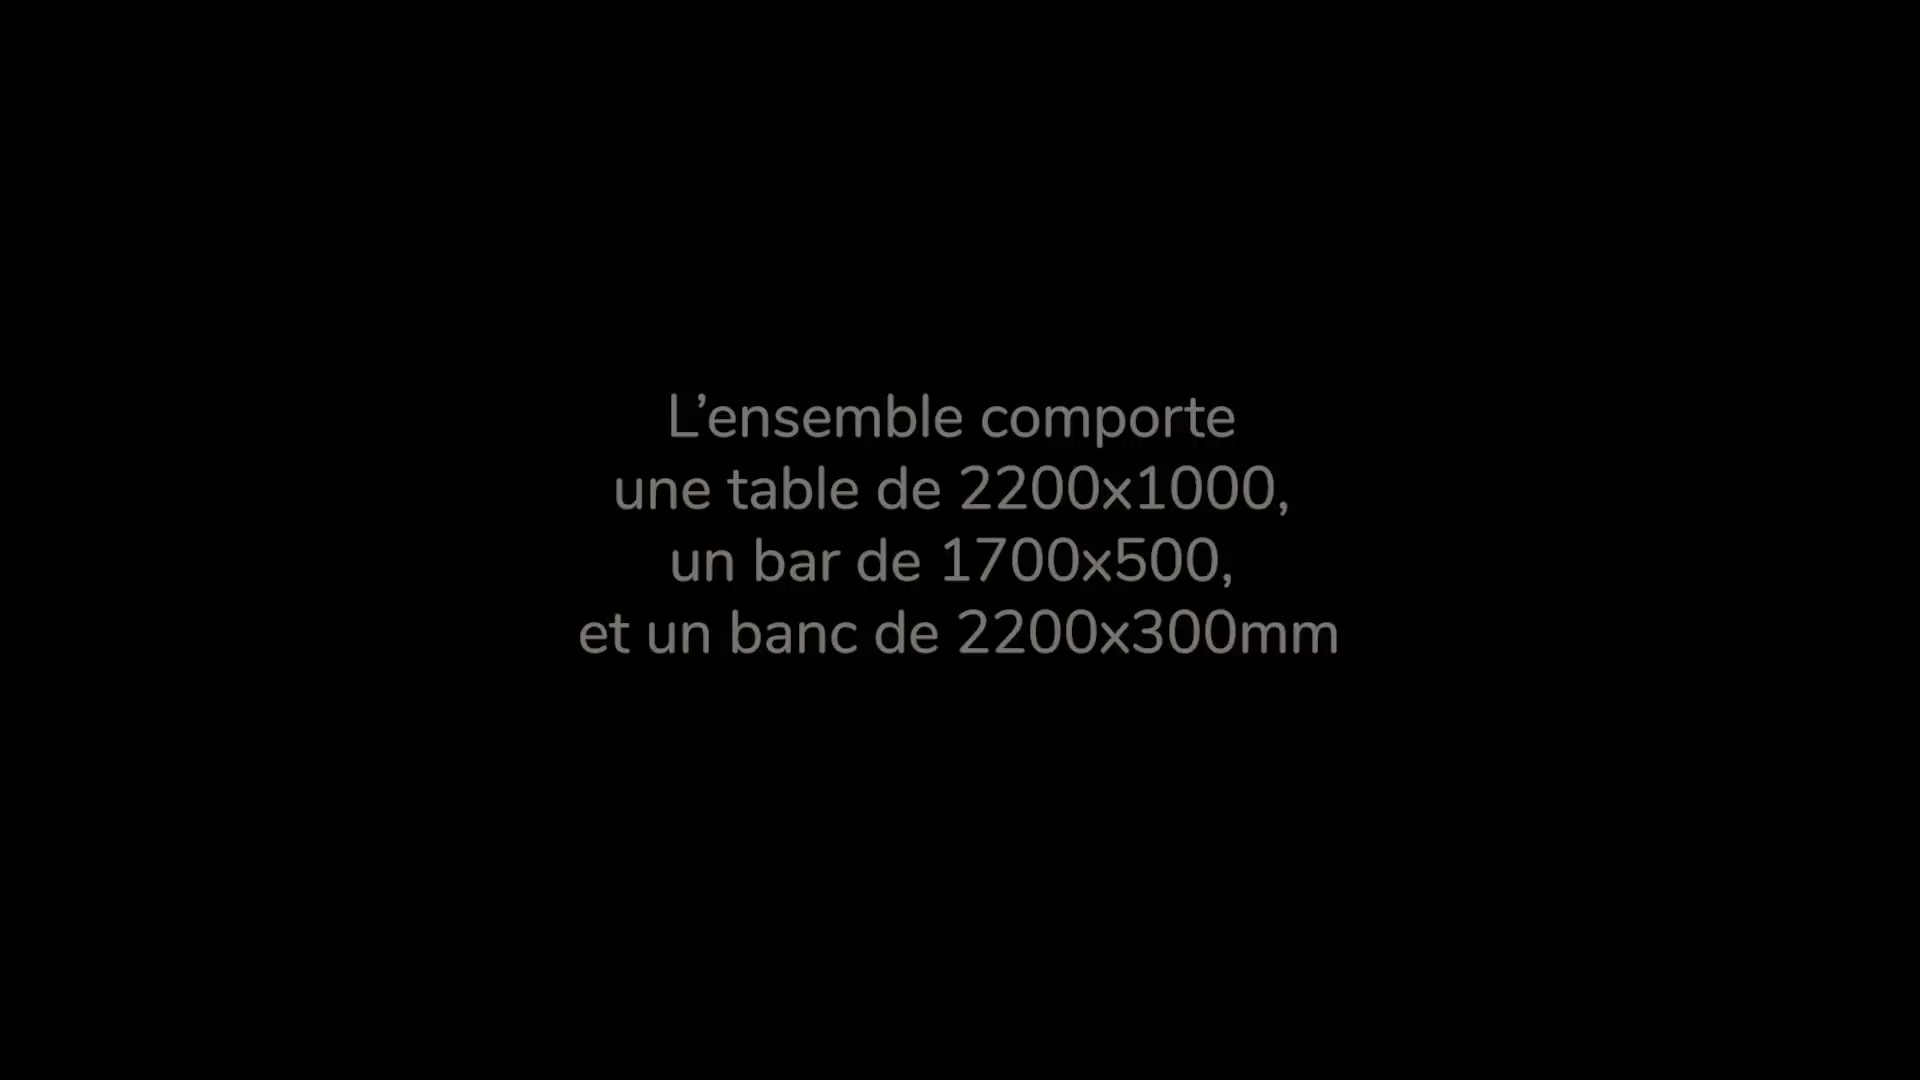 L’ensemble comporte
une table de 2200x1000,
un bar de 1700x500,
et un banc de 2200x300mm